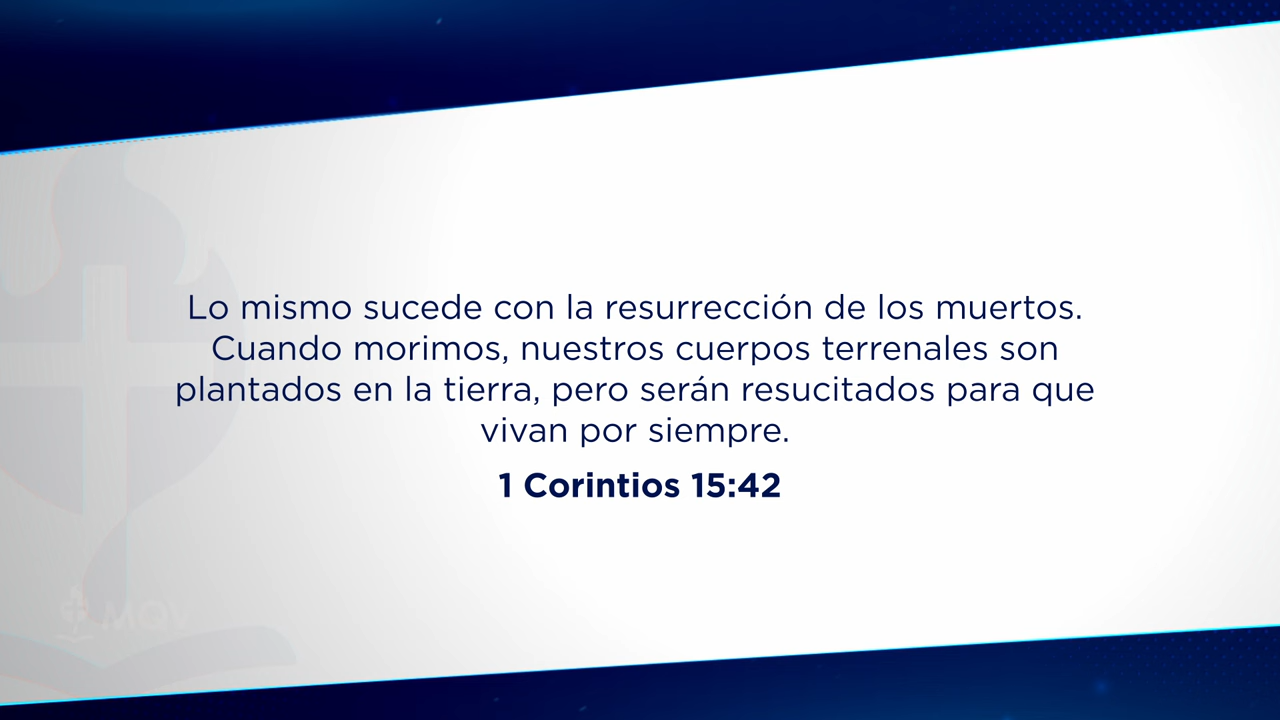 Lo mismo sucede con la resurrección de los muertos.
Cuando morimos, nuestros cuerpos terrenales son
plantados en la tierra, pero serán resucitados para que
vivan por siempre.
1 Corintios 15:42